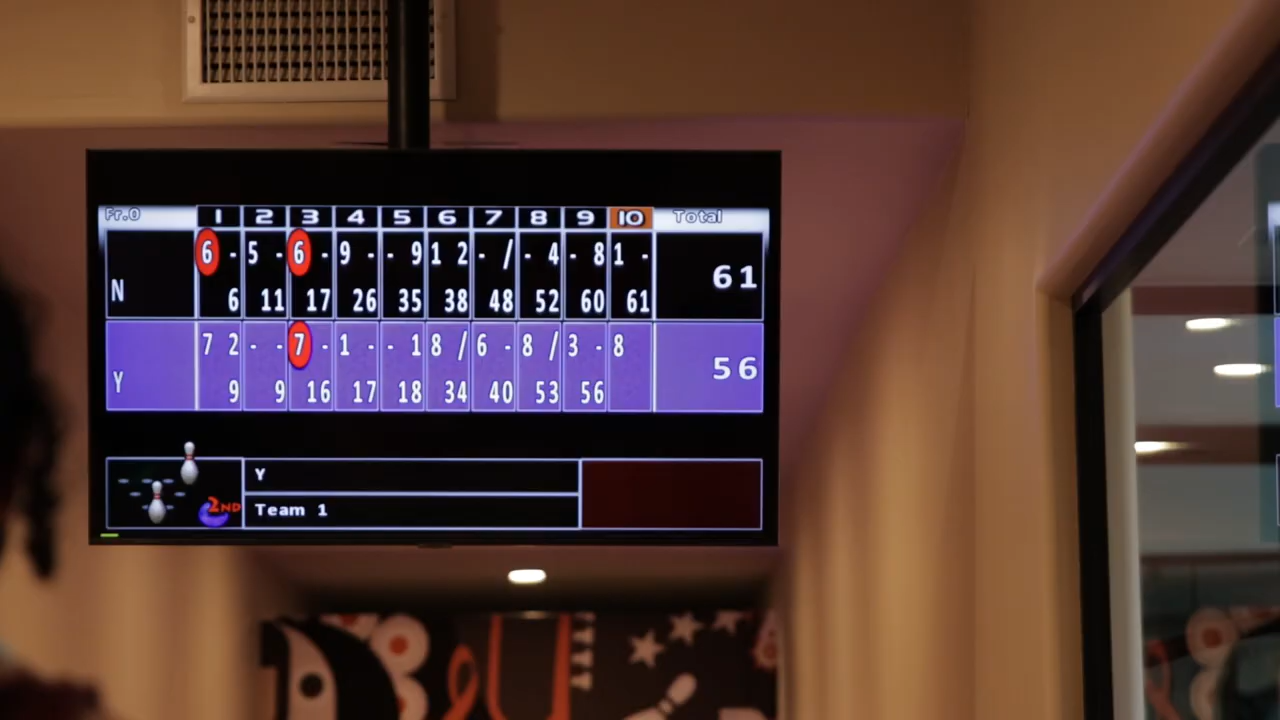 Fr.0 1 2 3 4 5 6 7 8 9 10 Total
6 - 5 - 6 - 9 - - 9 1 2 - / - 4 - 8 1 -
N 6 11 17 26 35 38 48 52 60 61 61
7 2 - - 7 - 1 - - 1 8 / 6 - 8 / 3 - 8
Y 9 9 16 17 18 34 40 53 56 56
Y
2ND
Team 1